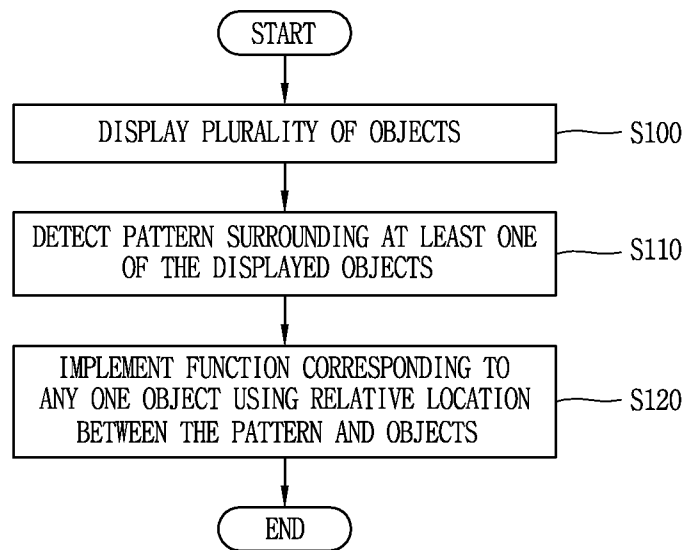 START
DISPLAY PLURALITY OF OBJECTS
S100
DETECT PATTERN SURROUNDING AT LEAST ONE
OF THE DISPLAYED OBJECTS
S110
IMPLEMENT FUNCTION CORRESPONDING TO
ANY ONE OBJECT USING RELATIVE LOCATION
BETWEEN THE PATTERN AND OBJECTS
S120
END